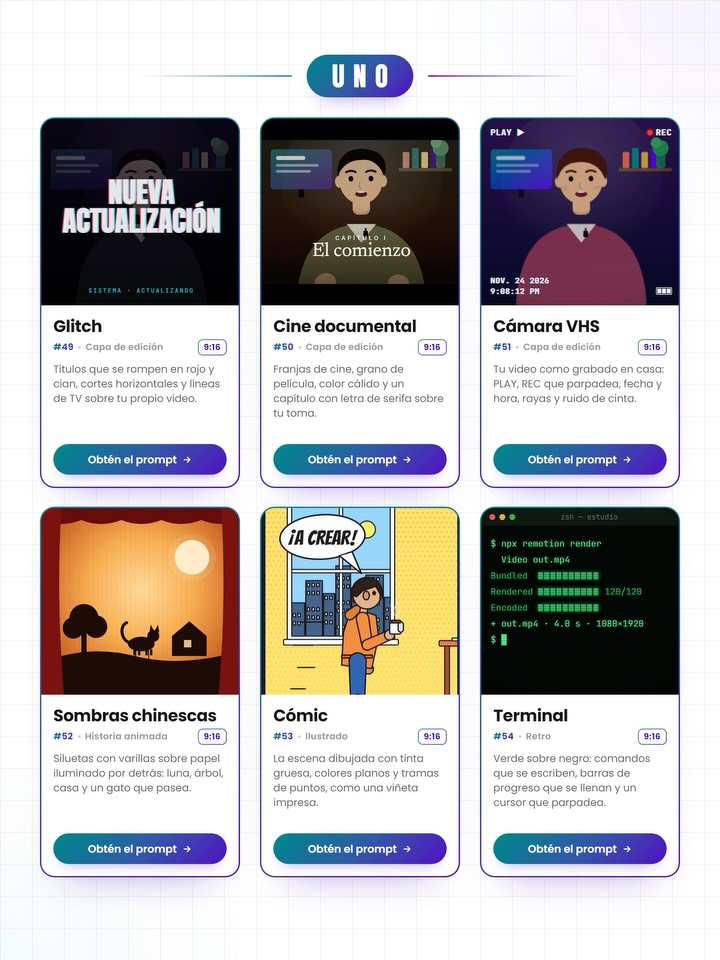 UNO
NUEVA
ACTUALIZACIÓN
SISTEMA · ACTUALIZANDO
Glitch
#49 • Capa de edición 9:16
Títulos que se rompen en rojo y
cian, cortes horizontales y líneas
de TV sobre tu propio video.
Obtén el prompt →
CAPÍTULO I
El comienzo
Cine documental
#50 • Capa de edición 9:16
Franjas de cine, grano de
película, color cálido y un
capítulo con letra de serifa sobre
tu toma.
Obtén el prompt →
PLAY ▶ REC
NOV. 24 2026
9:08:12 PM
Cámara VHS
#51 • Capa de edición 9:16
Tu video como grabado en casa:
PLAY, REC que parpadea, fecha y
hora, rayas y ruido de cinta.
Obtén el prompt →
Sombras chinescas
#52 • Historia animada 9:16
Siluetas con varillas sobre papel
iluminado por detrás: luna, árbol,
casa y un gato que pasea.
Obtén el prompt →
¡A CREAR!
Cómic
#53 • Ilustrado 9:16
La escena dibujada con tinta
gruesa, colores planos y tramas
de puntos, como una viñeta
impresa.
Obtén el prompt →
zsh — estudio
$ npx remotion render
Video out.mp4
Bundled
Rendered 120/120
Encoded
+ out.mp4 · 4.0 s · 1080×1920
$
Terminal
#54 • Retro 9:16
Verde sobre negro: comandos
que se escriben, barras de
progreso que se llenan y un
cursor que parpadea.
Obtén el prompt →